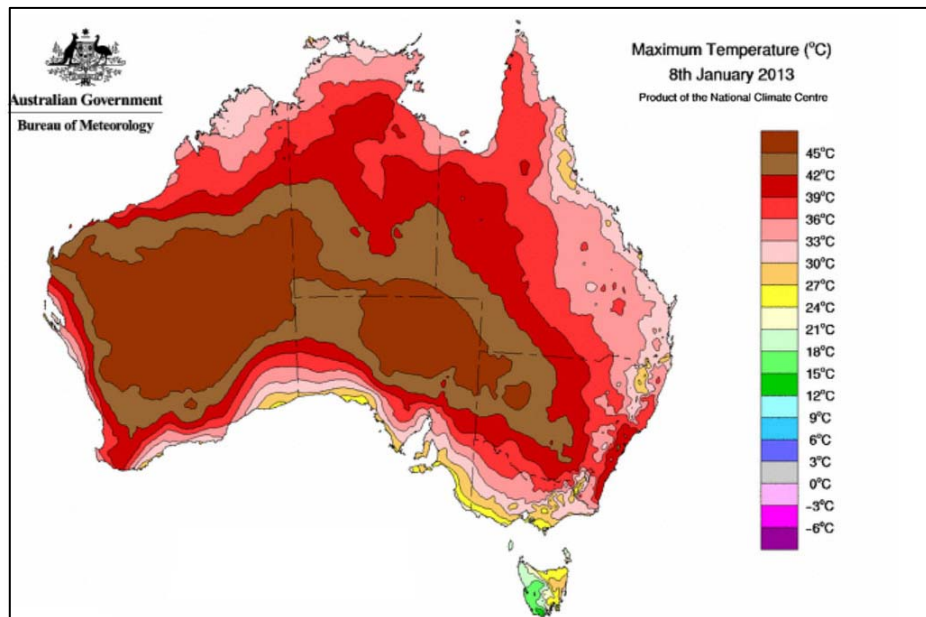 Australian Government
Bureau of Meteorology
Maximum Temperature (°C)
8th January 2013
Product of the National Climate Centre
45°C
42°C
39°C
36°C
33°C
30°C
27°C
24°C
21°C
18°C
15°C
12°C
9°C
6°C
3°C
0°C
-3°C
-6°C